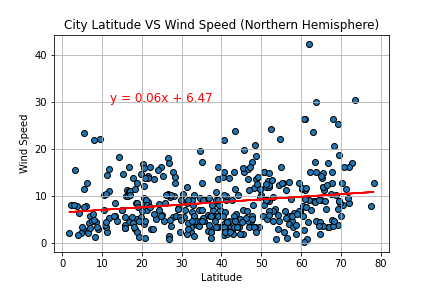 City Latitude VS Wind Speed (Northern Hemisphere)
40
y = 0.06x + 6.47
30
20
10
0
Wind Speed
0 10 20 30 40 50 60 70 80
Latitude